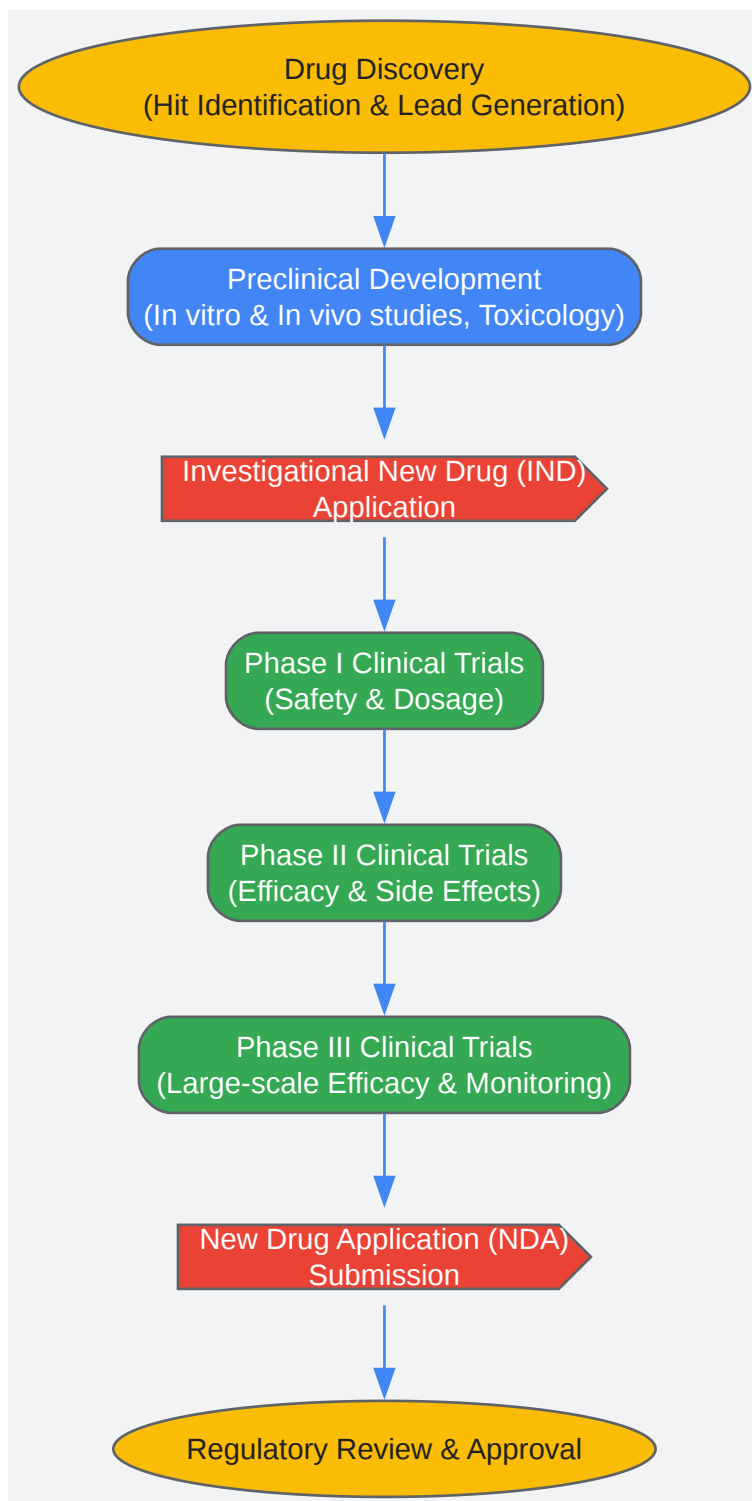 Drug Discovery
(Hit Identification & Lead Generation)
Preclinical Development
(In vitro & In vivo studies, Toxicology)
Investigational New Drug (IND)
Application
Phase I Clinical Trials
(Safety & Dosage)
Phase II Clinical Trials
(Efficacy & Side Effects)
Phase III Clinical Trials
(Large-scale Efficacy & Monitoring)
New Drug Application (NDA)
Submission
Regulatory Review & Approval